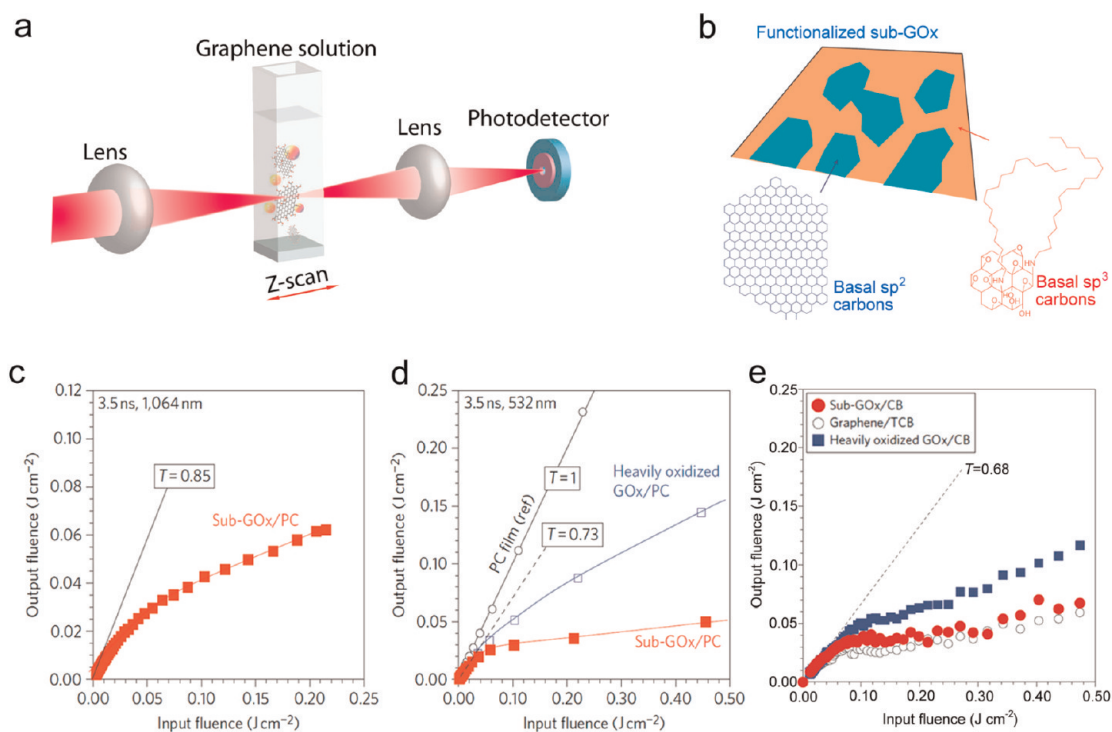 a
Graphene solution
Lens
Lens
Photodetector
Z-scan
b
Functionalized sub-GOx
Basal sp²
carbons
Basal sp³
carbons
O
O
O
O
O
HN
HN
HO
OH
OH
c
3.5 ns, 1,064 nm
T = 0.85
Sub-GOx/PC
Output fluence (J cm⁻²)
0.12
0.10
0.08
0.06
0.04
0.02
0.00
0.00 0.05 0.10 0.15 0.20 0.25
Input fluence (J cm⁻²)
d
3.5 ns, 532 nm
T = 1
PC film (ref)
T = 0.73
Heavily oxidized
GOx/PC
Sub-GOx/PC
Output fluence (J cm⁻²)
0.25
0.20
0.15
0.10
0.05
0.00
0.00 0.10 0.20 0.30 0.40 0.50
Input fluence (J cm⁻²)
e
Sub-GOx/CB
Graphene/TCB
Heavily oxidized GOx/CB
T=0.68
Output fluence (J cm⁻²)
0.25
0.20
0.15
0.10
0.05
0.00
0.00 0.10 0.20 0.30 0.40 0.50
Input fluence (J cm⁻²)